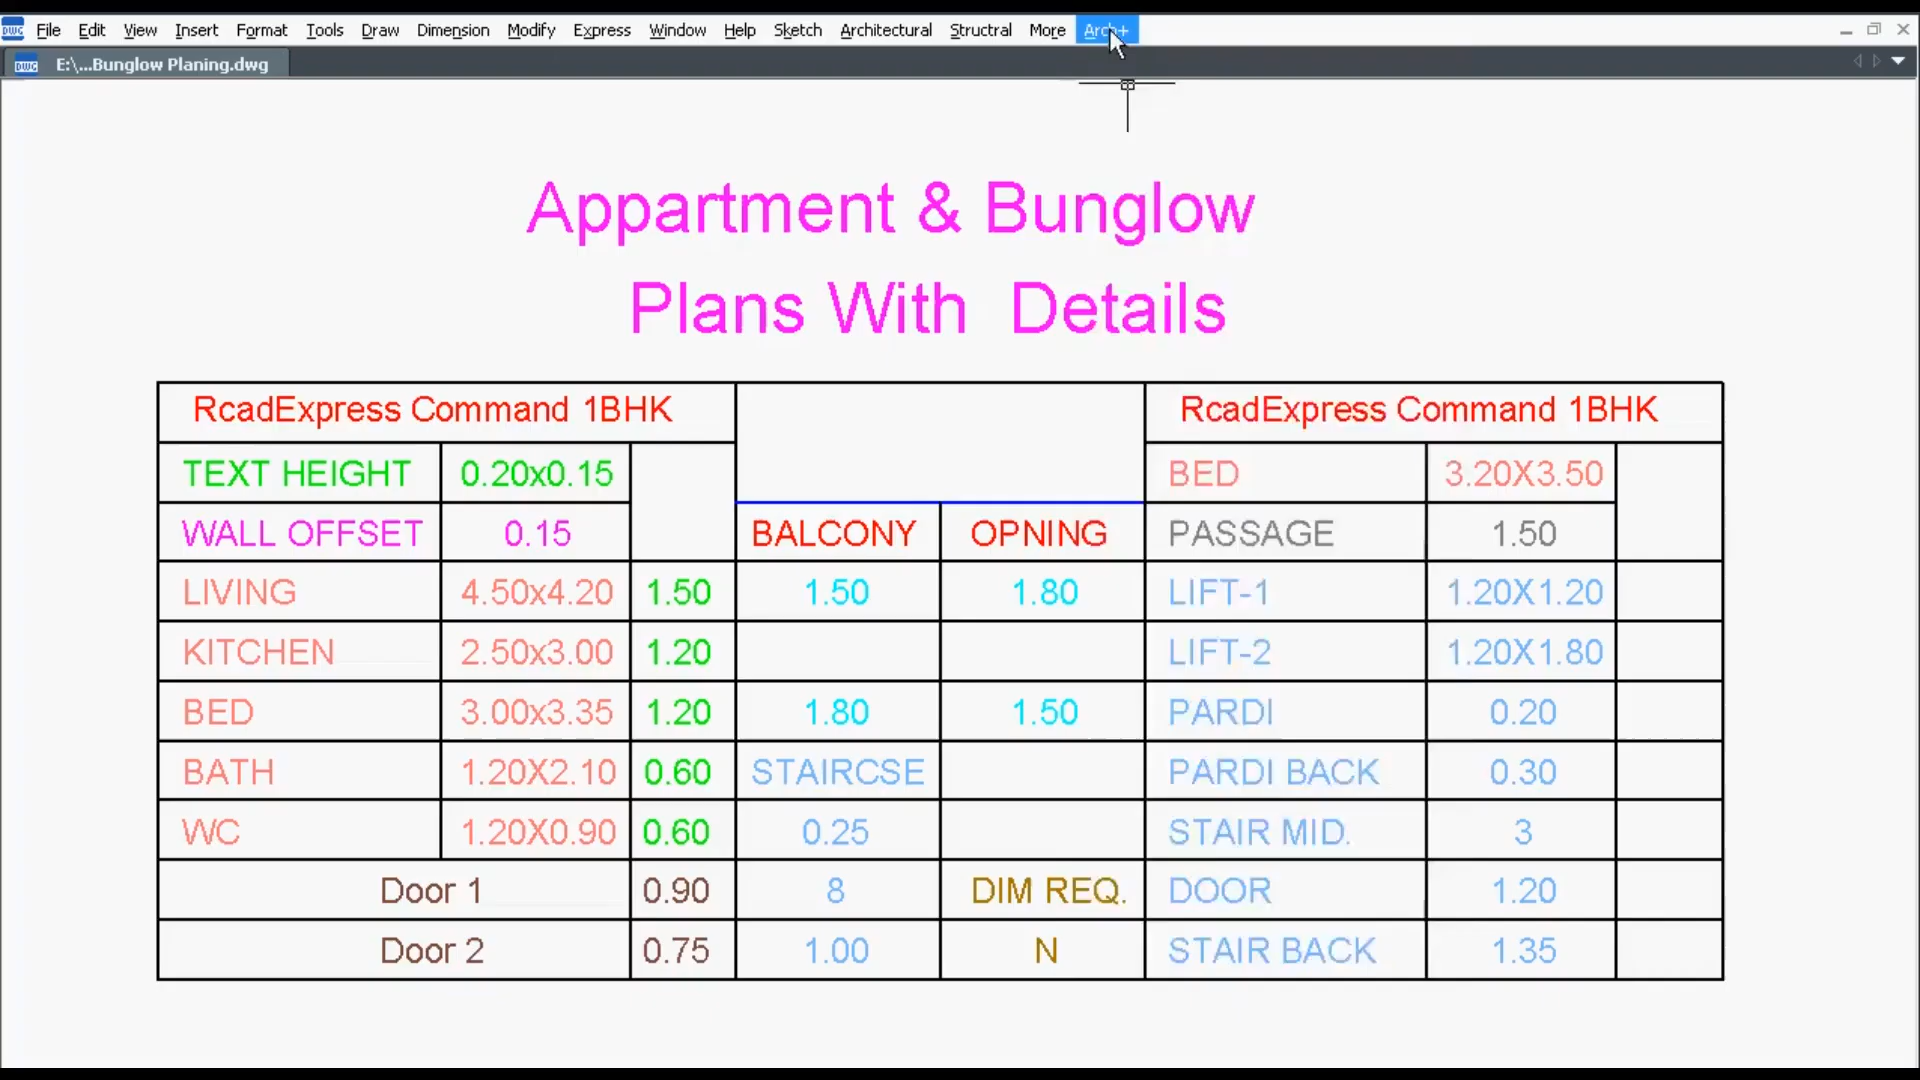 DWG File Edit View Insert Format Tools Draw Dimension Modify Express Window Help Sketch Architectural Structral More Arch+
DWG E:\...Bunglow Planing.dwg
Appartment & Bunglow
Plans With Details
RcadExpress Command 1BHK RcadExpress Command 1BHK
TEXT HEIGHT 0.20x0.15 BED 3.20X3.50
WALL OFFSET 0.15 BALCONY OPNING PASSAGE 1.50
LIVING 4.50x4.20 1.50 1.50 1.80 LIFT-1 1.20X1.20
KITCHEN 2.50x3.00 1.20 LIFT-2 1.20X1.80
BED 3.00x3.35 1.20 1.80 1.50 PARDI 0.20
BATH 1.20X2.10 0.60 STAIRCSE PARDI BACK 0.30
WC 1.20X0.90 0.60 0.25 STAIR MID. 3
Door 1 0.90 8 DIM REQ. DOOR 1.20
Door 2 0.75 1.00 N STAIR BACK 1.35